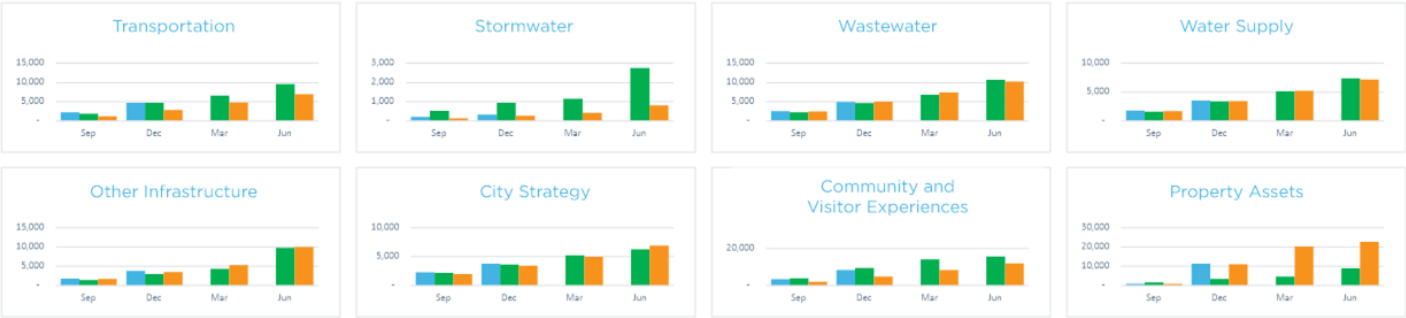 Transportation
15,000
10,000
5,000
-
Sep Dec Mar Jun
Stormwater
3,000
2,000
1,000
-
Sep Dec Mar Jun
Wastewater
15,000
10,000
5,000
-
Sep Dec Mar Jun
Water Supply
10,000
5,000
-
Sep Dec Mar Jun
Other Infrastructure
15,000
10,000
5,000
-
Sep Dec Mar Jun
City Strategy
10,000
5,000
-
Sep Dec Mar Jun
Community and
Visitor Experiences
20,000
-
Sep Dec Mar Jun
Property Assets
30,000
20,000
10,000
-
Sep Dec Mar Jun